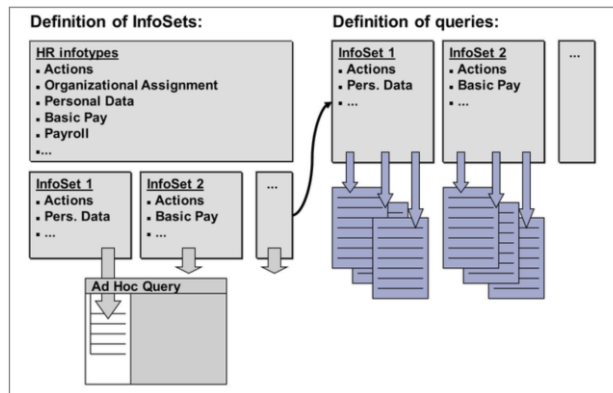 Definition of InfoSets:
HR infotypes
▪ Actions
▪ Organizational Assignment
▪ Personal Data
▪ Basic Pay
▪ Payroll
▪...
InfoSet 1
▪ Actions
▪ Pers. Data
▪ ...
InfoSet 2
▪ Actions
▪ Basic Pay
▪ ...
...
Ad Hoc Query
Definition of queries:
InfoSet 1
▪ Actions
▪ Pers. Data
▪ ...
InfoSet 2
▪ Actions
▪ Basic Pay
▪ ...
...